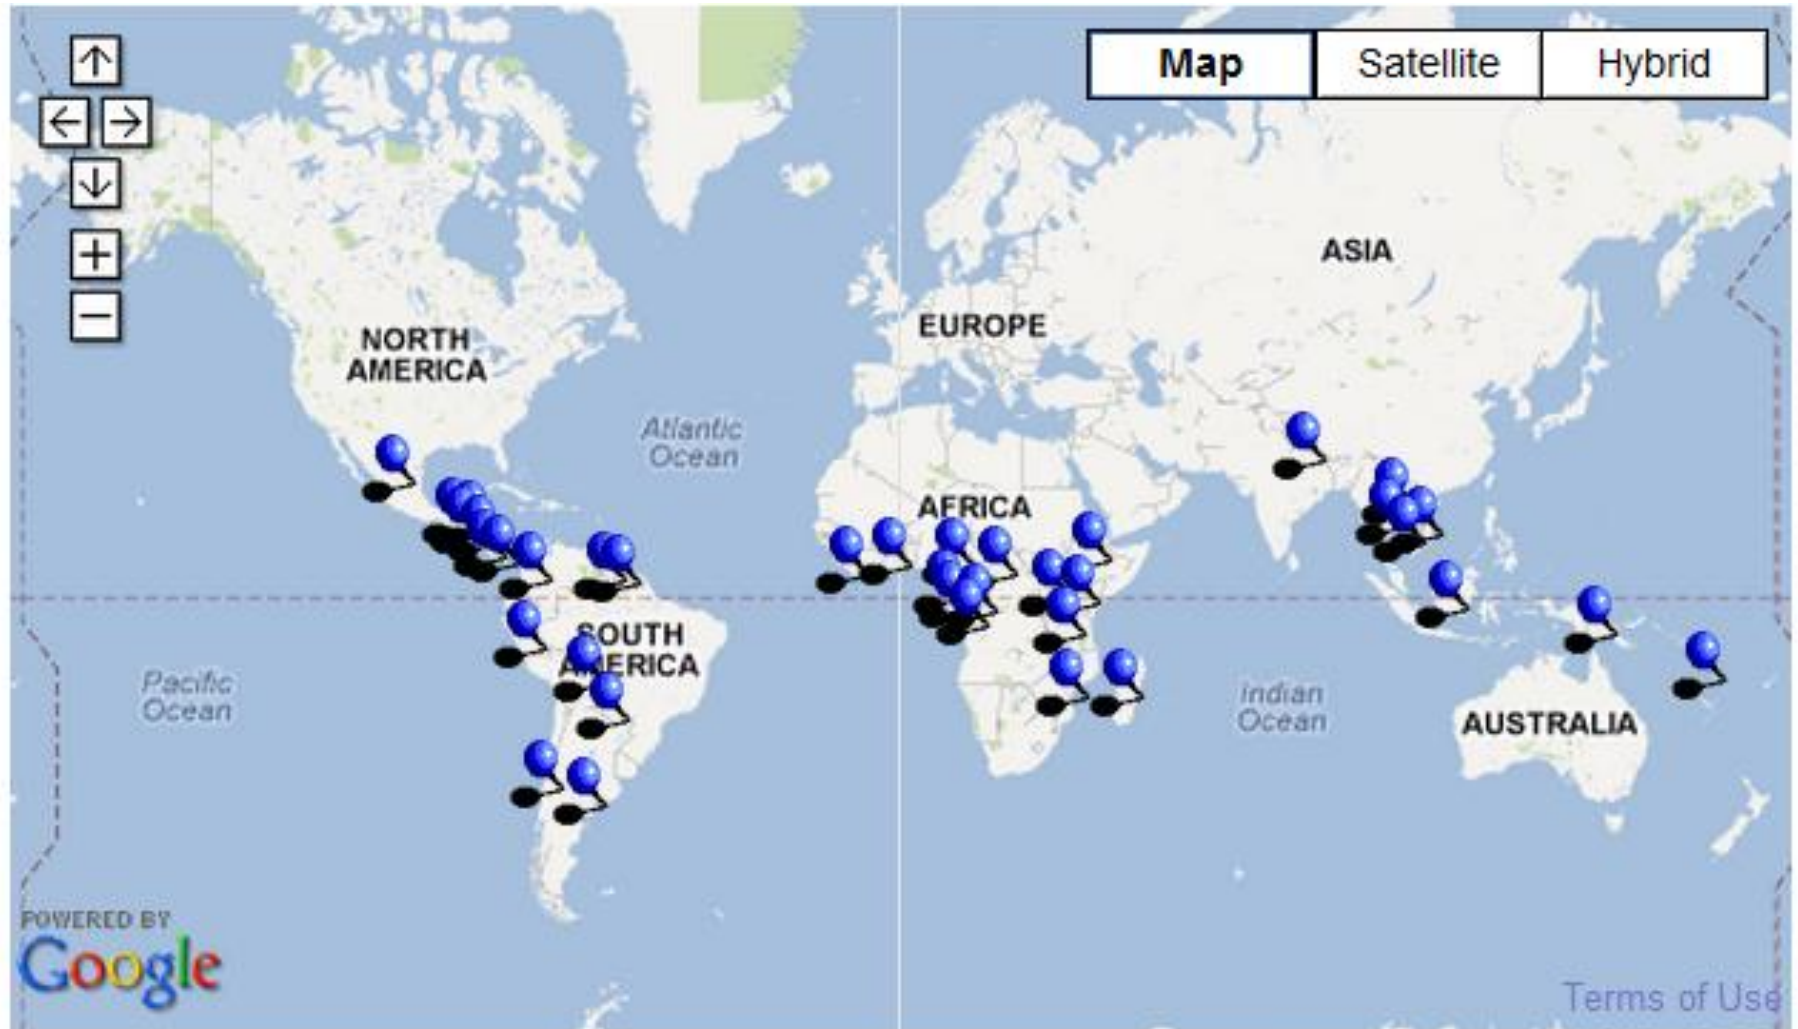 Map
Satellite
Hybrid
ASIA
NORTH
AMERICA
EUROPE
Atlantic
Ocean
AFRICA
SOUTH
AMERICA
Pacific
Ocean
Indian
Ocean
AUSTRALIA
POWERED BY
Google
Terms of Use